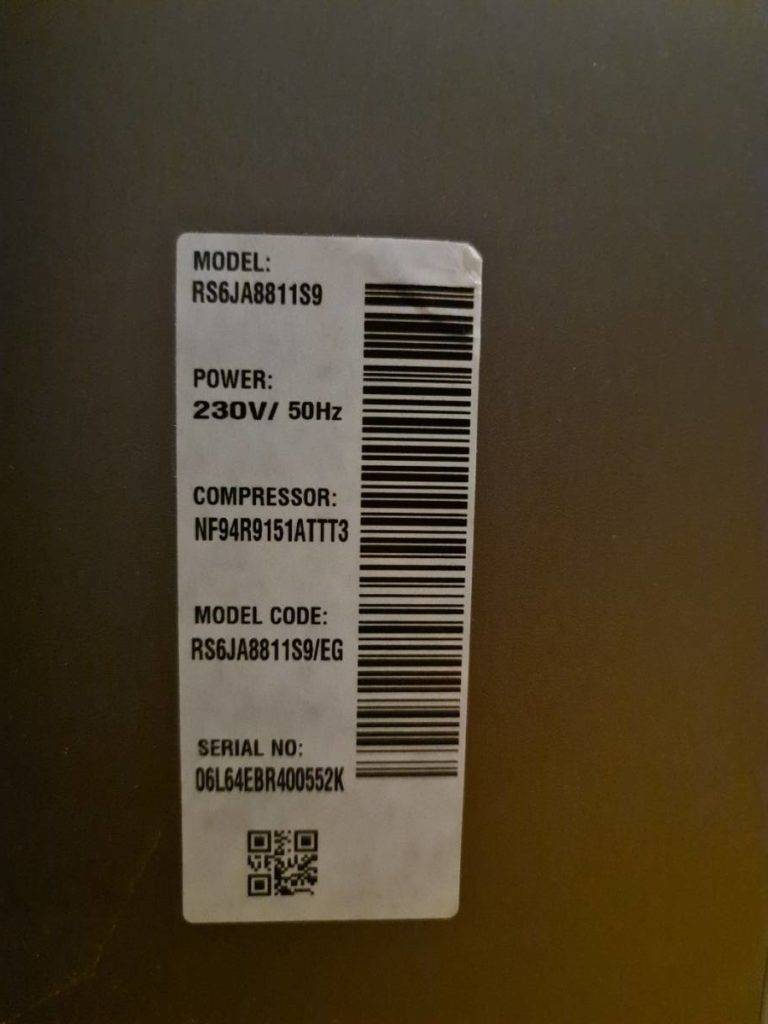 MODEL:
RS6JA8811S9
POWER:
230V/ 50Hz
COMPRESSOR:
NF94R9151ATTT3
MODEL CODE:
RS6JA8811S9/EG
SERIAL NO:
06L64EBR400552K